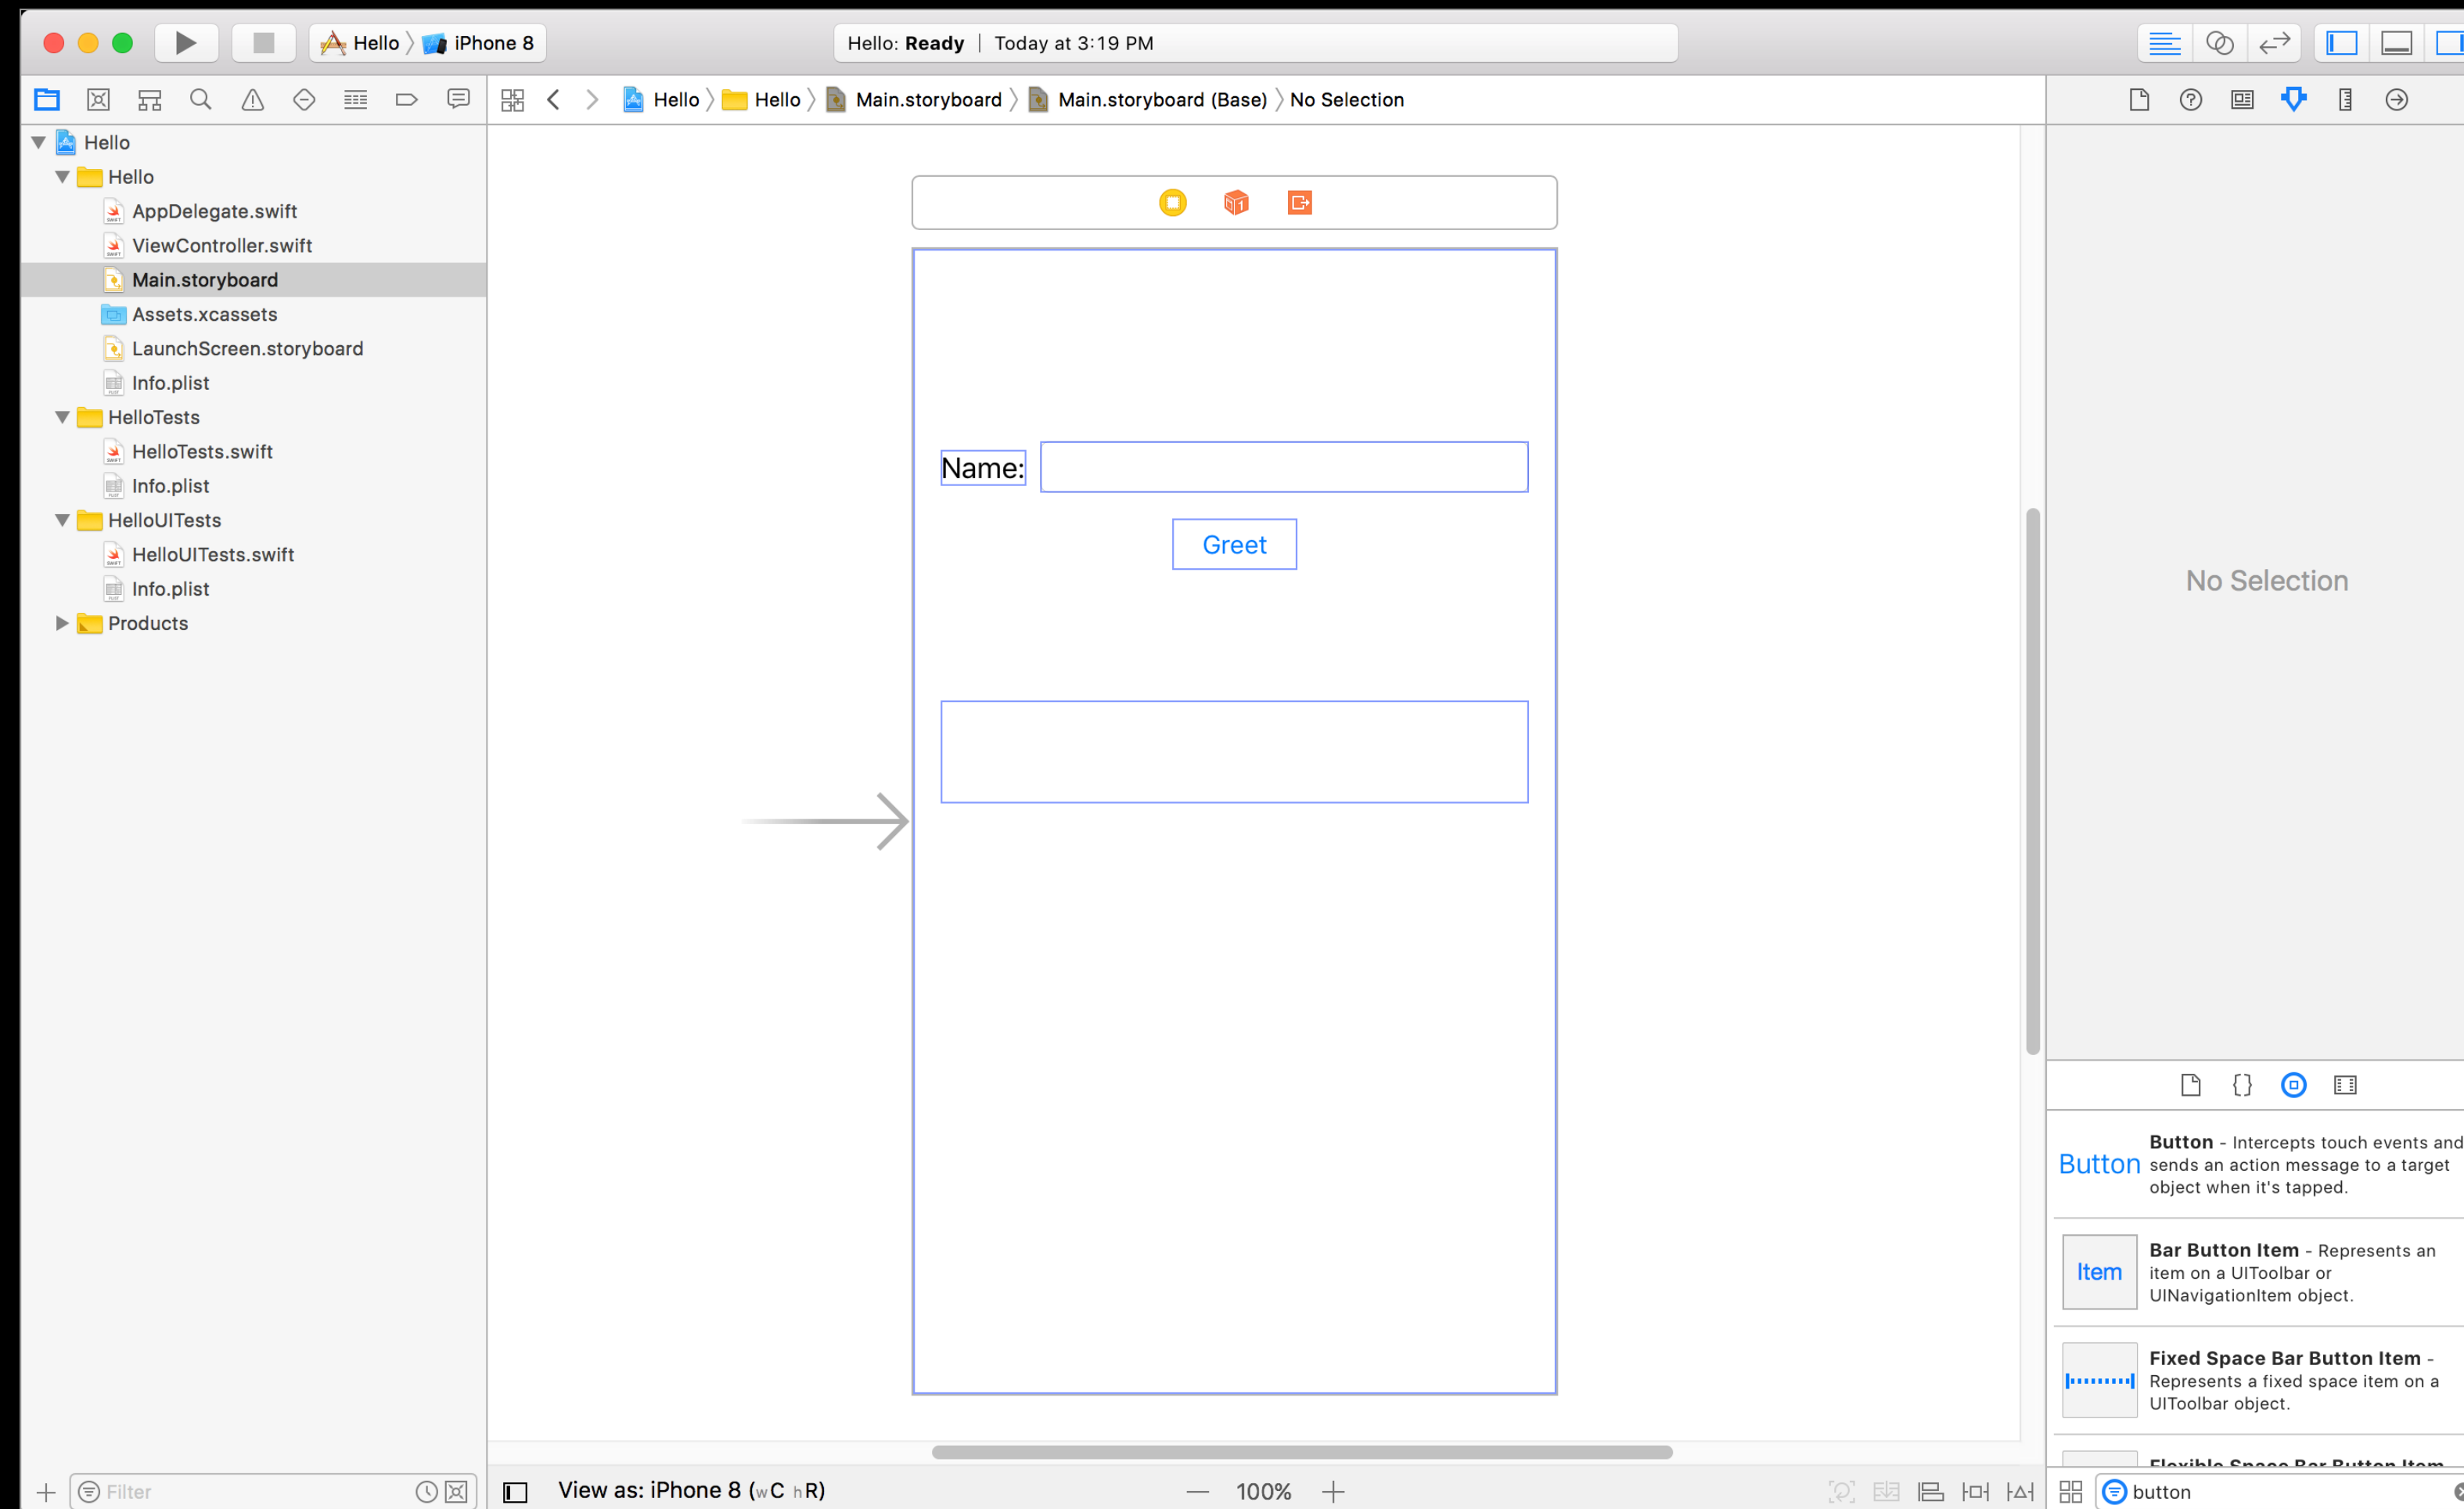 Hello iPhone 8
Hello: Ready | Today at 3:19 PM
Hello Hello Main.storyboard Main.storyboard (Base) No Selection
Hello
Hello
AppDelegate.swift
ViewController.swift
Main.storyboard
Assets.xcassets
LaunchScreen.storyboard
Info.plist
HelloTests
HelloTests.swift
Info.plist
HelloUITests
HelloUITests.swift
Info.plist
Products
Filter
Name:
Greet
View as: iPhone 8 (wC hR)
100%
No Selection
Button
Button - Intercepts touch events and
sends an action message to a target
object when it's tapped.
Item
Bar Button Item - Represents an
item on a UIToolbar or
UINavigationItem object.
Fixed Space Bar Button Item -
Represents a fixed space item on a
UIToolbar object.
Flexible Space Bar Button Item
button